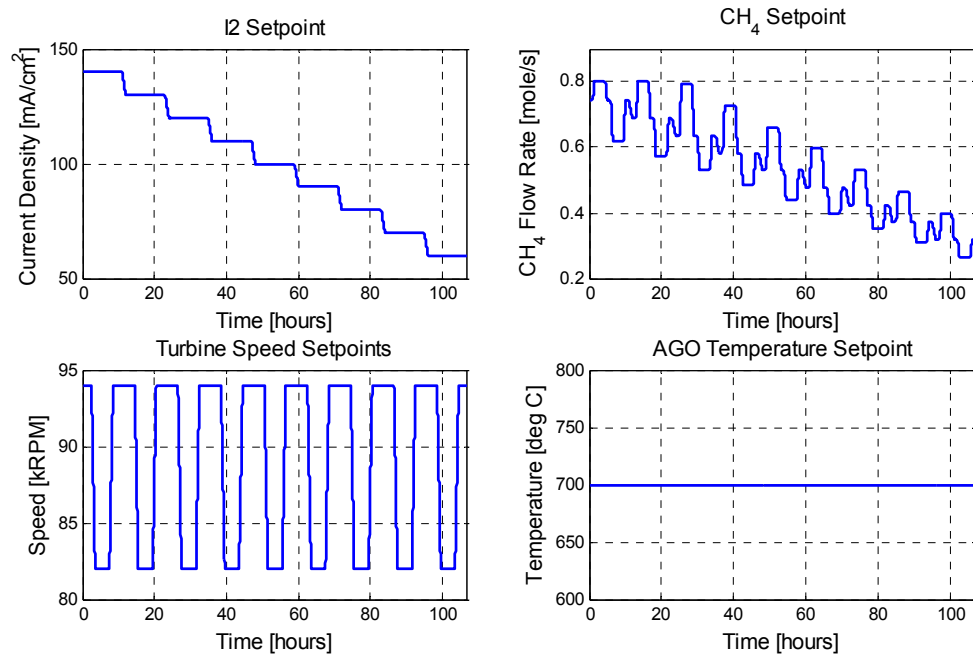 I2 Setpoint
150
100
50
Current Density [mA/cm²]
0 20 40 60 80 100
Time [hours]
CH₄ Setpoint
0.8
0.6
0.4
0.2
CH₄ Flow Rate [mole/s]
0 20 40 60 80 100
Time [hours]
Turbine Speed Setpoints
95
90
85
80
Speed [kRPM]
0 20 40 60 80 100
Time [hours]
AGO Temperature Setpoint
800
750
700
650
600
Temperature [deg C]
0 20 40 60 80 100
Time [hours]